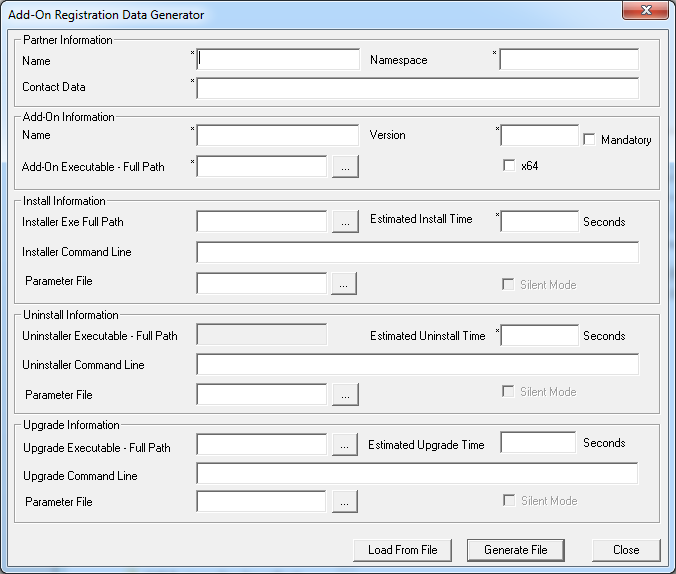 Add-On Registration Data Generator
Partner Information
Name * Namespace *
Contact Data *
Add-On Information
Name * Version * Mandatory
Add-On Executable - Full Path * ... x64
Install Information
Installer Exe Full Path ... Estimated Install Time * Seconds
Installer Command Line
Parameter File ... Silent Mode
Uninstall Information
Uninstaller Executable - Full Path Estimated Uninstall Time * Seconds
Uninstaller Command Line
Parameter File ... Silent Mode
Upgrade Information
Upgrade Executable - Full Path ... Estimated Upgrade Time Seconds
Upgrade Command Line
Parameter File ... Silent Mode
Load From File Generate File Close